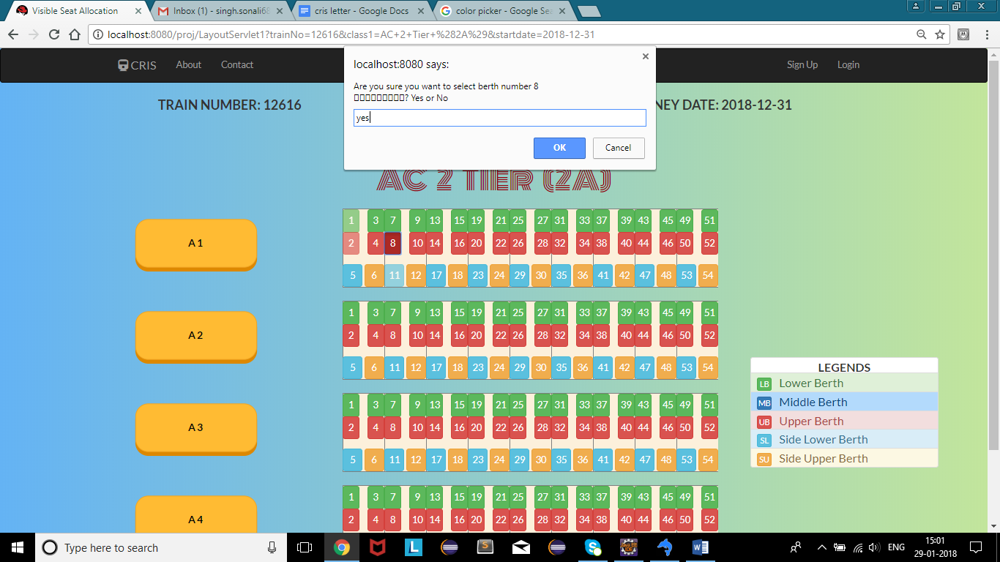 Visible Seat Allocation
Inbox (1) - singh.sonali68
cris letter - Google Docs
color picker - Google Sea
localhost:8080/proj/LayoutServlet1?trainNo=12616&class1=AC+2+Tier+%282A%29&startdate=2018-12-31
CRIS About Contact Sign Up Login
localhost:8080 says:
Are you sure you want to select berth number 8
? Yes or No
yes
OK Cancel
TRAIN NUMBER: 12616 NEY DATE: 2018-12-31
AC 2 TIER (2A)
A 1
1 3 7 9 13 15 19 21 25 27 31 33 37 39 43 45 49 51
2 4 8 10 14 16 20 22 26 28 32 34 38 40 44 46 50 52
5 6 11 12 17 18 23 24 29 30 35 36 41 42 47 48 53 54
A 2
1 3 7 9 13 15 19 21 25 27 31 33 37 39 43 45 49 51
2 4 8 10 14 16 20 22 26 28 32 34 38 40 44 46 50 52
5 6 11 12 17 18 23 24 29 30 35 36 41 42 47 48 53 54
A 3
1 3 7 9 13 15 19 21 25 27 31 33 37 39 43 45 49 51
2 4 8 10 14 16 20 22 26 28 32 34 38 40 44 46 50 52
5 6 11 12 17 18 23 24 29 30 35 36 41 42 47 48 53 54
A 4
1 3 7 9 13 15 19 21 25 27 31 33 37 39 43 45 49 51
2 4 8 10 14 16 20 22 26 28 32 34 38 40 44 46 50 52
LEGENDS
LB Lower Berth
MB Middle Berth
UB Upper Berth
SL Side Lower Berth
SU Side Upper Berth
Type here to search
ENG
15:01
29-01-2018